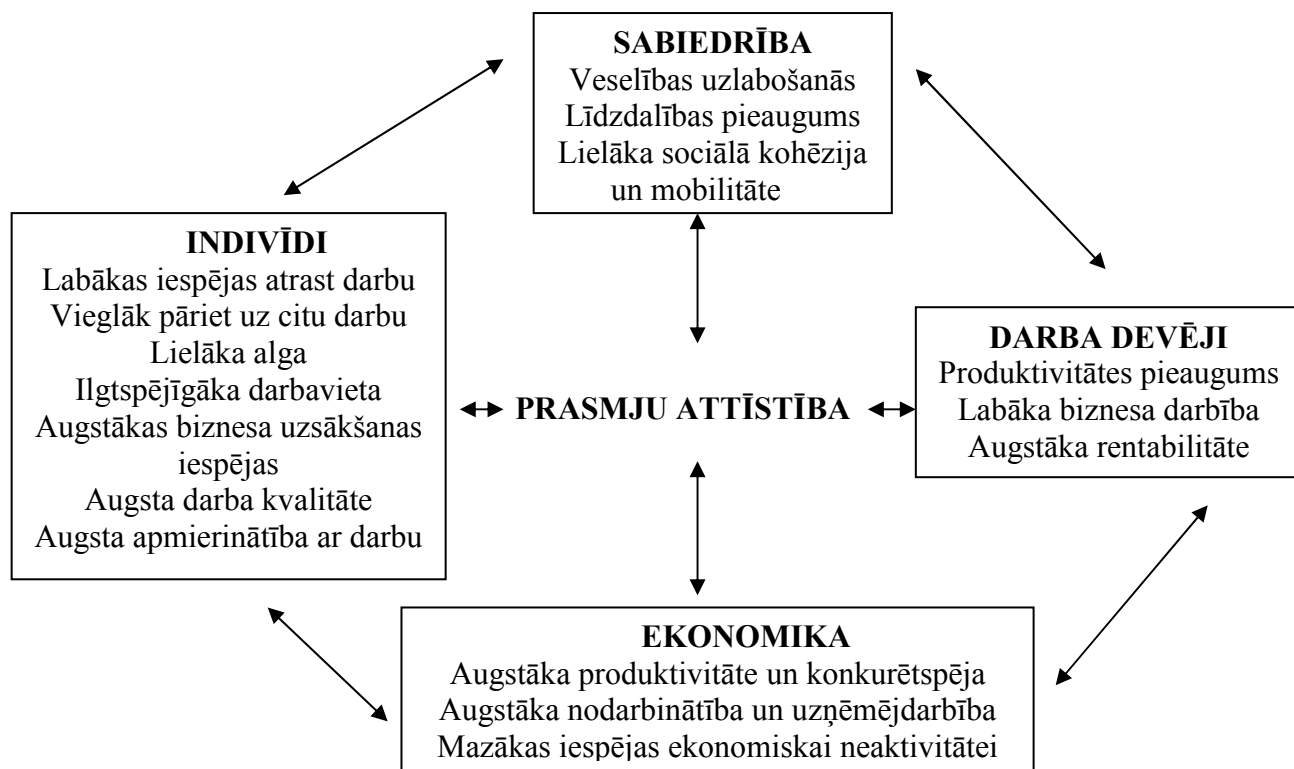 SABIEDRĪBA
Veselības uzlabošanās
Līdzdalības pieaugums
Lielāka sociālā kohēzija
un mobilitāte
INDIVĪDI
Labākas iespējas atrast darbu
Vieglāk pāriet uz citu darbu
Lielāka alga
Ilgtspējīgāka darbavieta
Augstākas biznesa uzsākšanas
iespējas
Augsta darba kvalitāte
Augsta apmierinātība ar darbu
PRASMJU ATTĪSTĪBA
DARBA DEVĒJI
Produktivitātes pieaugums
Labāka biznesa darbība
Augstāka rentabilitāte
EKONOMIKA
Augstāka produktivitāte un konkurētspēja
Augstāka nodarbinātība un uzņēmējdarbība
Mazākas iespējas ekonomiskai neaktivitātei